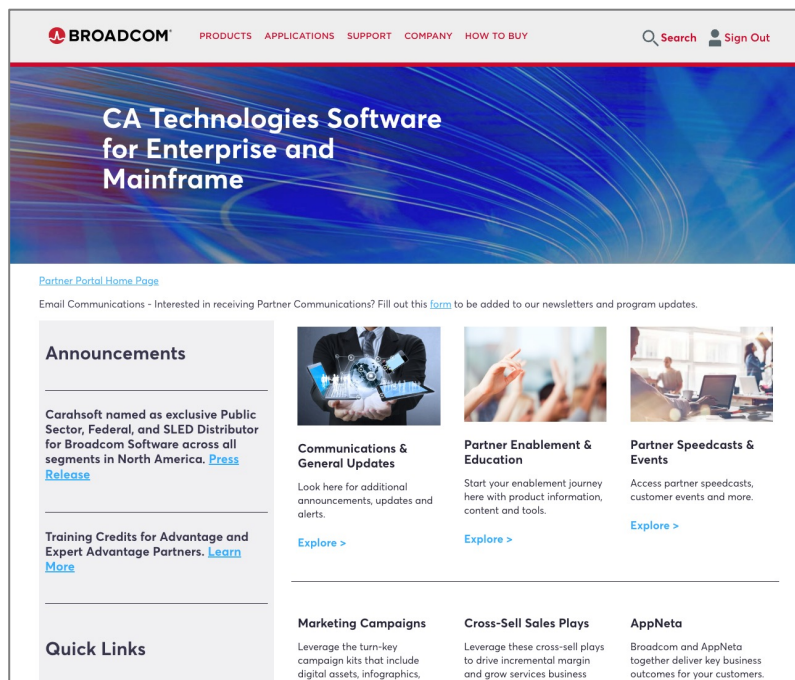 BROADCOM®
PRODUCTS APPLICATIONS SUPPORT COMPANY HOW TO BUY
Search Sign Out
CA Technologies Software
for Enterprise and
Mainframe
Partner Portal Home Page
Email Communications - Interested in receiving Partner Communications? Fill out this form to be added to our newsletters and program updates.
Announcements
Carahsoft named as exclusive Public
Sector, Federal, and SLED Distributor
for Broadcom Software across all
segments in North America. Press
Release
Training Credits for Advantage and
Expert Advantage Partners. Learn
More
Quick Links
Communications &
General Updates
Look here for additional
announcements, updates and
alerts.
Explore >
Partner Enablement &
Education
Start your enablement journey
here with product information,
content and tools.
Explore >
Partner Speedcasts &
Events
Access partner speedcasts,
customer events and more.
Explore >
Marketing Campaigns
Leverage the turn-key
campaign kits that include
digital assets, infographics,
Cross-Sell Sales Plays
Leverage these cross-sell plays
to drive incremental margin
and grow services business
AppNeta
Broadcom and AppNeta
together deliver key business
outcomes for your customers.